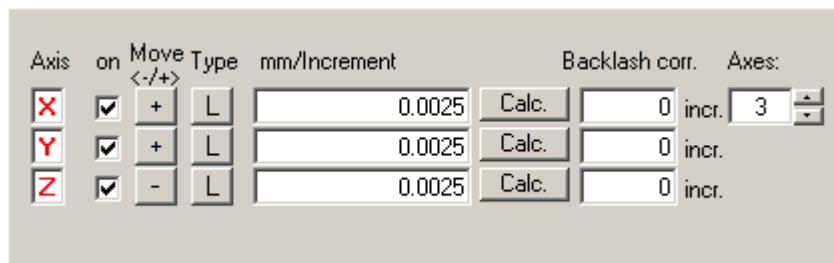 Axis on Move <-/+> Type mm/Increment Backlash corr. Axes:
X + L 0.0025 Calc. 0 incr. 3
Y + L 0.0025 Calc. 0 incr.
Z - L 0.0025 Calc. 0 incr.